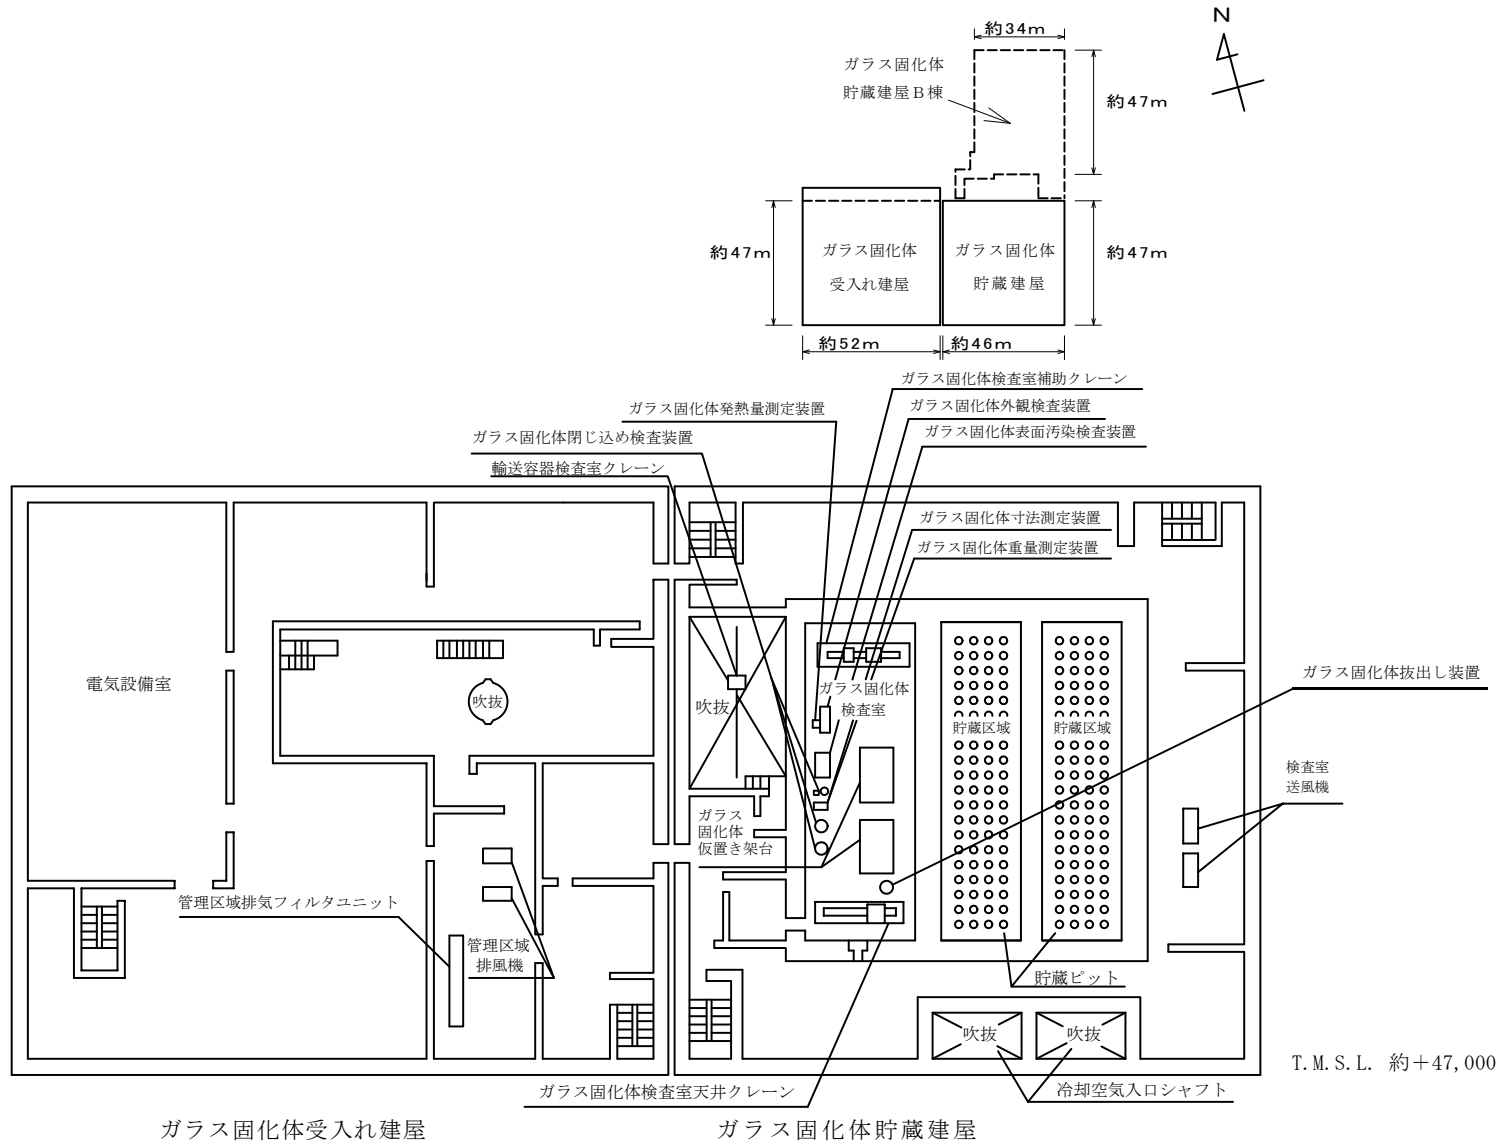 N
約34m
ガラス固化体
貯蔵建屋B棟
約47m
約47m
ガラス固化体
受入れ建屋
ガラス固化体
貯蔵建屋
約47m
約52m
約46m
ガラス固化体検査室補助クレーン
ガラス固化体発熱量測定装置
ガラス固化体外観検査装置
ガラス固化体閉じ込め検査装置
ガラス固化体表面汚染検査装置
輸送容器検査室クレーン
ガラス固化体寸法測定装置
ガラス固化体重量測定装置
電気設備室
吹抜
吹抜
ガラス固化体
検査室
貯蔵区域
貯蔵区域
ガラス固化体抜出し装置
検査室
送風機
ガラス
固化体
仮置き架台
管理区域排気フィルタユニット
管理区域
排風機
貯蔵ピット
吹抜
吹抜
T.M.S.L. 約+47,000
ガラス固化体検査室天井クレーン
冷却空気入口シャフト
ガラス固化体受入れ建屋
ガラス固化体貯蔵建屋